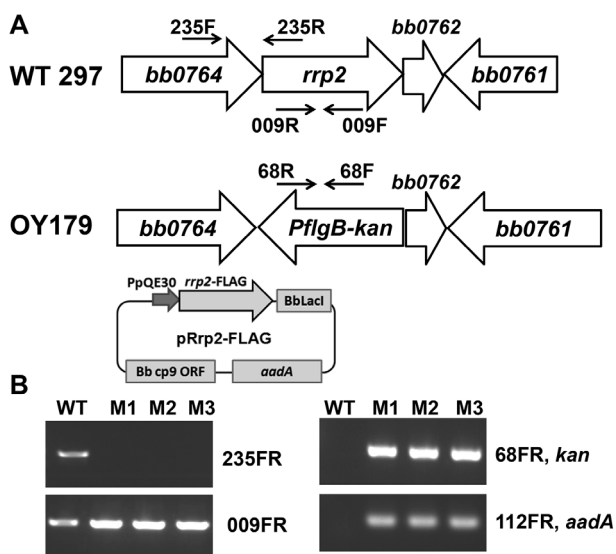 A
235F 235R bb0762
WT 297 bb0764 rrp2 bb0761
009R 009F
68R 68F bb0762
OY179 bb0764 PflgB-kan bb0761
PpQE30 rrp2-FLAG BbLacI
pRrp2-FLAG
Bb cp9 ORF aadA
B
WT M1 M2 M3 WT M1 M2 M3
235FR 68FR, kan
009FR 112FR, aadA